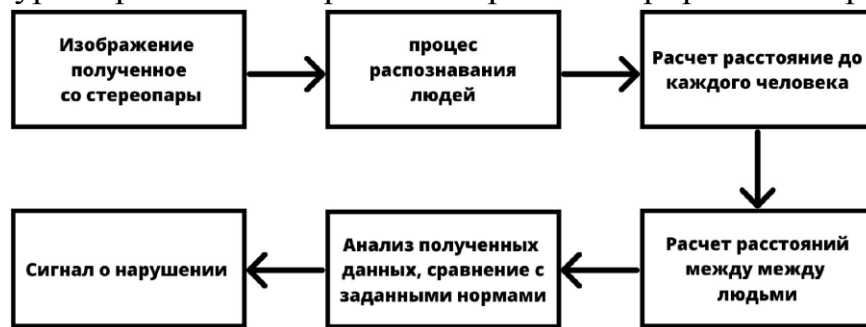 Изображение
полученное
со стереопары
процес
распознавания
людей
Расчет расстояние до
каждого человека
Расчет расстояний
между между
людьми
Анализ полученных
данных, сравнение с
заданными нормами
Сигнал о нарушении